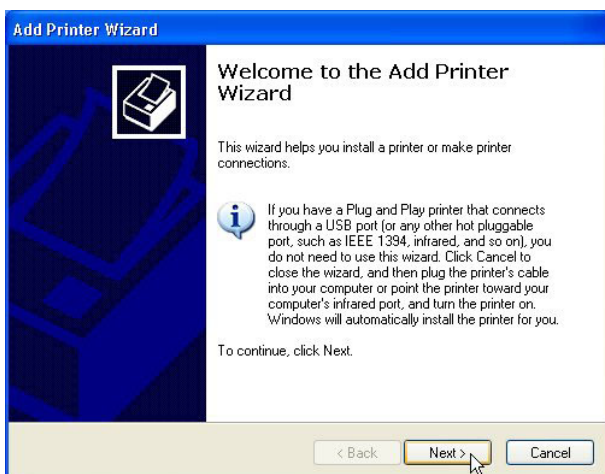 Add Printer Wizard
Welcome to the Add Printer
Wizard
This wizard helps you install a printer or make printer
connections.
If you have a Plug and Play printer that connects
through a USB port (or any other hot pluggable
port, such as IEEE 1394, infrared, and so on), you
do not need to use this wizard. Click Cancel to
close the wizard, and then plug the printer's cable
into your computer or point the printer toward your
computer's infrared port, and turn the printer on.
Windows will automatically install the printer for you.
To continue, click Next.
< Back Next > Cancel